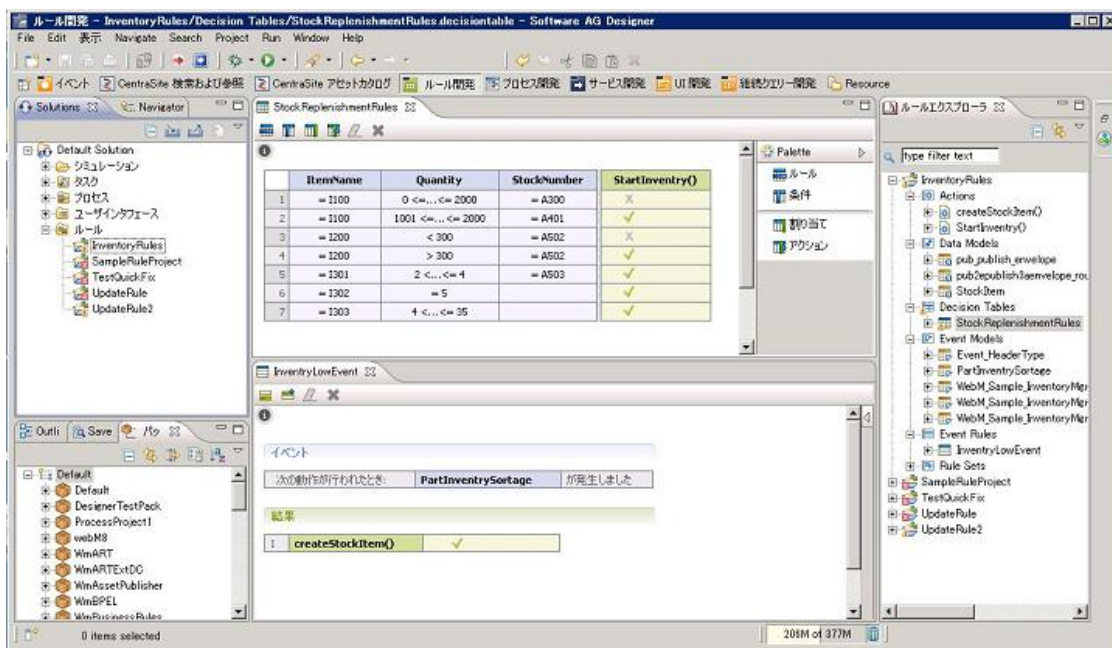 ルール開発 - InventoryRules/Decision Tables/StockReplenishmentRules.decisiontable - Software AG Designer
File Edit 表示 Navigate Search Project Run Window Help
イベント CentraSite 検索および参照 CentraSite アセットカタログ ルール開発 プロセス開発 サービス開発 UI 開発 継続クエリー開発 Resource
Solutions Navigator
Default Solution
シミュレーション
タスク
プロセス
ユーザインタフェース
ルール
InventoryRules
SampleRuleProject
TestQuickFix
UpdateRule
UpdateRule2
StockReplenishmentRules
ItemName Quantity StockNumber StartInventory()
1 = I100 0 <=...<= 2000 = A300
2 = I100 1001 <=...<= 2000 = A401
3 = I200 < 300 = A502
4 = I200 > 300 = A502
5 = I301 2 <...<= 4 = A503
6 = I302 = 5
7 = I303 4 <...<= 35
Palette
ルール
条件
割り当て
アクション
InventryLowEvent
イベント
次の動作が行われたとき: PartInventrySortage が発生しました
結果
1 createStockItem()
ルールエクスプローラ
type filter text
InventryRules
Actions
createStockItem()
StartInventry()
Data Models
pub_publish_envelope
StockItem
Decision Tables
StockReplenishmentRules
Event Models
Event_HeaderType
PartInventrySortage
WebM_Sample_InventoryMgr
WebM_Sample_InventoryMgr
WebM_Sample_InventoryMgr
Event Rules
InventryLowEvent
Rule Sets
SampleRuleProject
TestQuickFix
UpdateRule
UpdateRule2
Outli Save パッ
Default
Default
DesignerTestPack
ProcessProject1
webM8
WmART
WmARTExtDC
WmAssetPublisher
WmBPEL
WmBusinessRules
0 items selected
208M of 377M